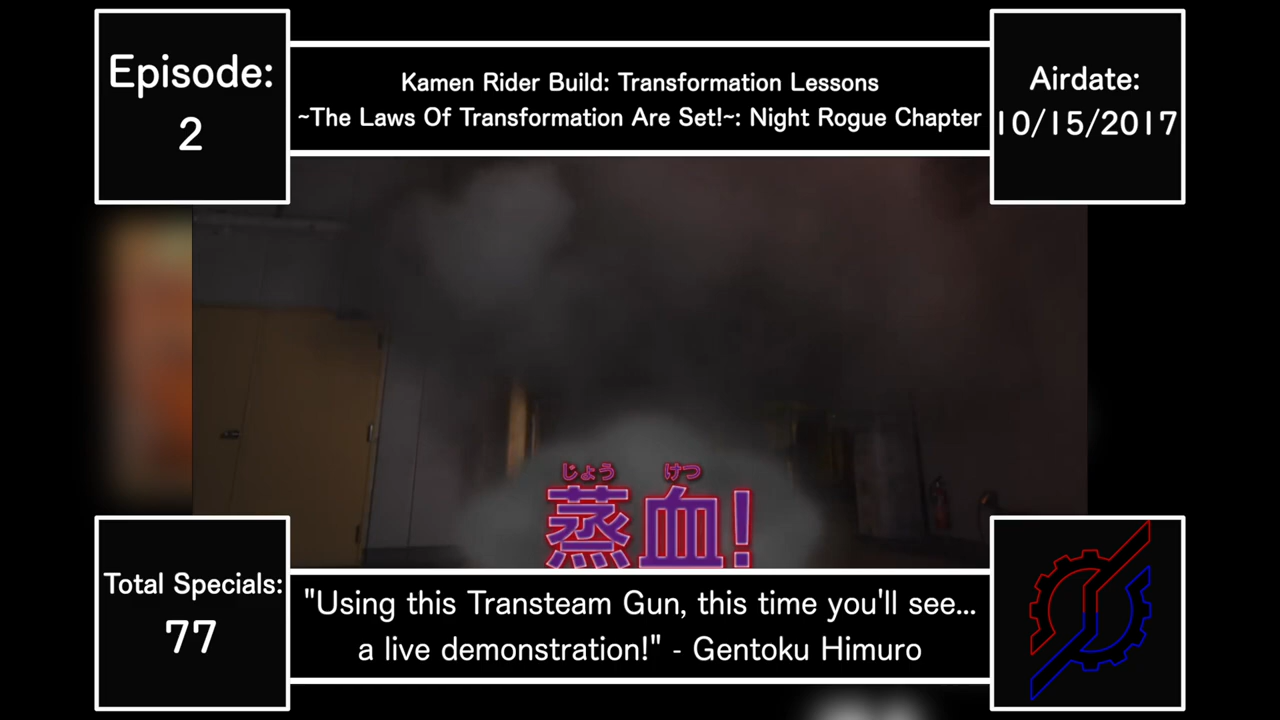 Episode:
2
Kamen Rider Build: Transformation Lessons
~The Laws Of Transformation Are Set!~: Night Rogue Chapter
Airdate:
10/15/2017
じょう けつ
蒸血!
Total Specials:
77
"Using this Transteam Gun, this time you'll see...
a live demonstration!" - Gentoku Himuro